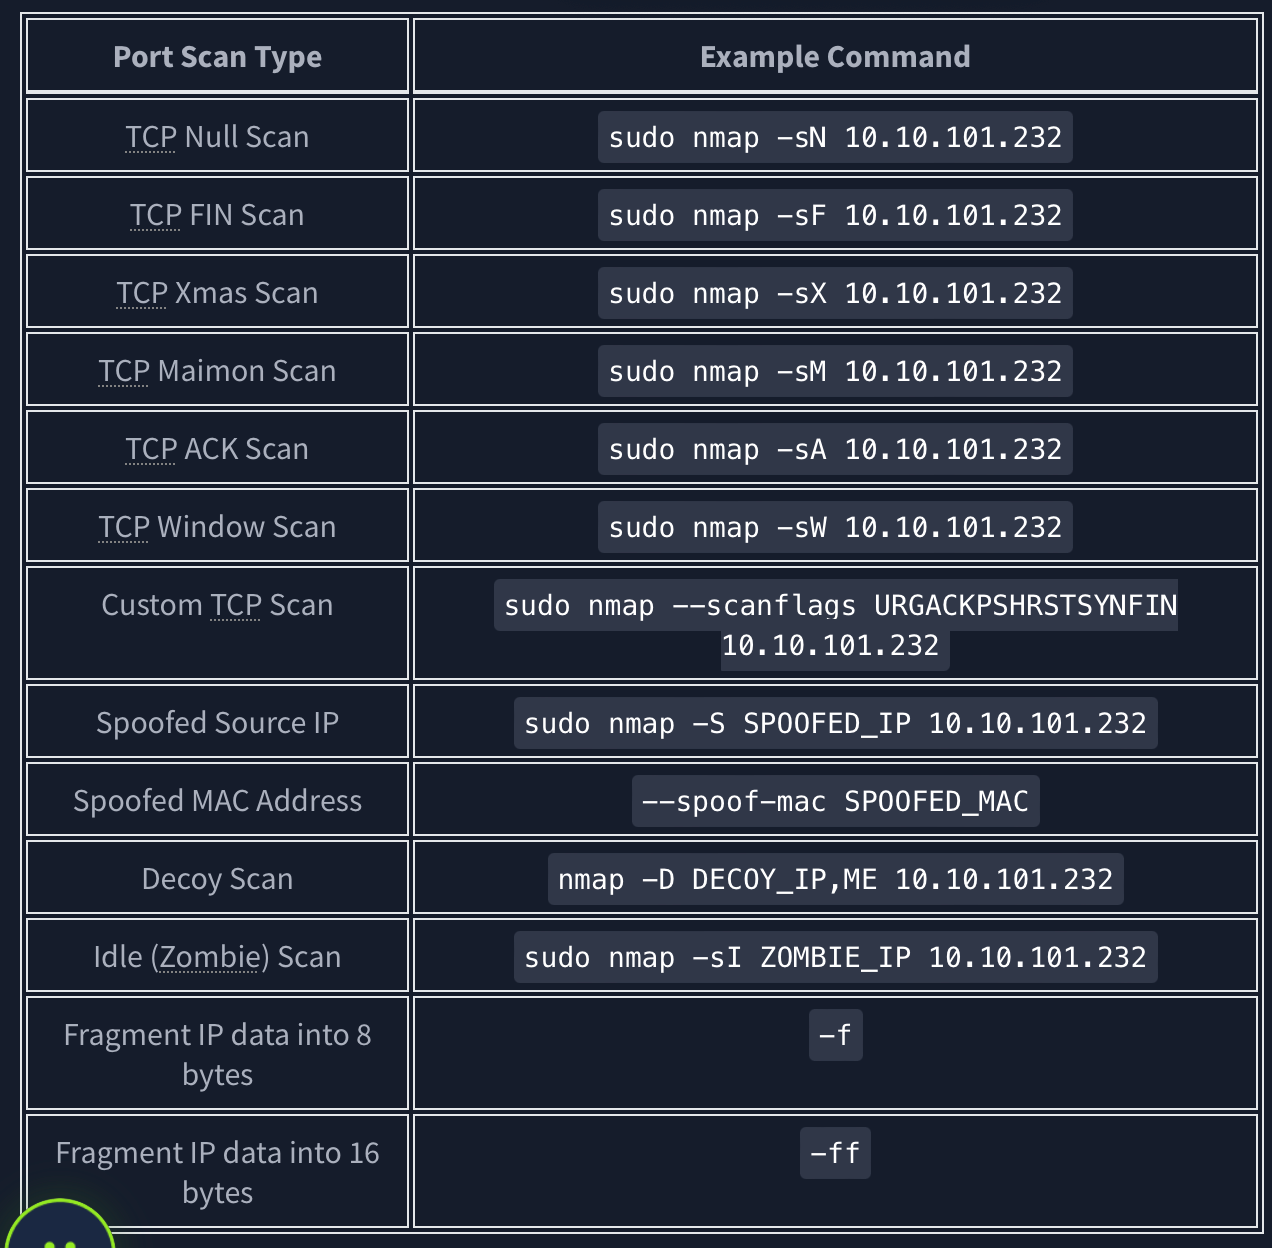 Port Scan Type
Example Command
TCP Null Scan
sudo nmap -sN 10.10.101.232
TCP FIN Scan
sudo nmap -sF 10.10.101.232
TCP Xmas Scan
sudo nmap -sX 10.10.101.232
TCP Maimon Scan
sudo nmap -sM 10.10.101.232
TCP ACK Scan
sudo nmap -sA 10.10.101.232
TCP Window Scan
sudo nmap -sW 10.10.101.232
Custom TCP Scan
sudo nmap --scanflags URGACKPSHRSTSYNFIN
10.10.101.232
Spoofed Source IP
sudo nmap -S SPOOFED_IP 10.10.101.232
Spoofed MAC Address
--spoof-mac SPOOFED_MAC
Decoy Scan
nmap -D DECOY_IP,ME 10.10.101.232
Idle (Zombie) Scan
sudo nmap -sI ZOMBIE_IP 10.10.101.232
Fragment IP data into 8
bytes
-f
Fragment IP data into 16
bytes
-ff